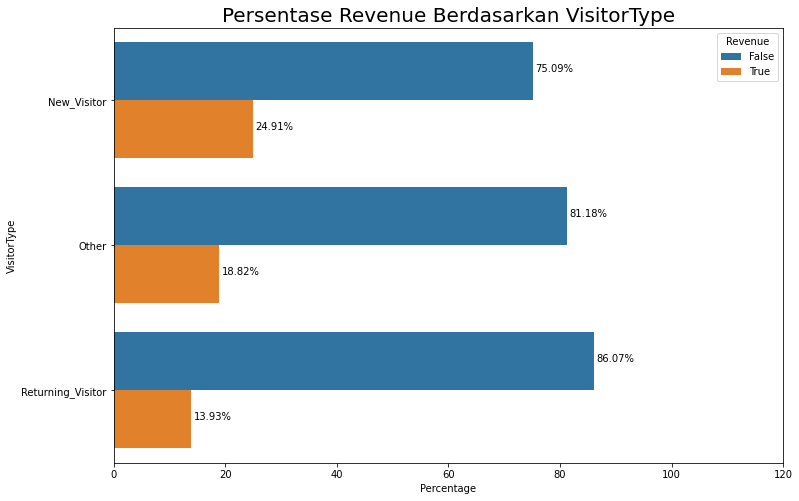 Persentase Revenue Berdasarkan VisitorType
Revenue
False
True
75.09%
New_Visitor
24.91%
81.18%
VisitorType
Other
18.82%
86.07%
Returning_Visitor
13.93%
0 20 40 60 80 100 120
Percentage